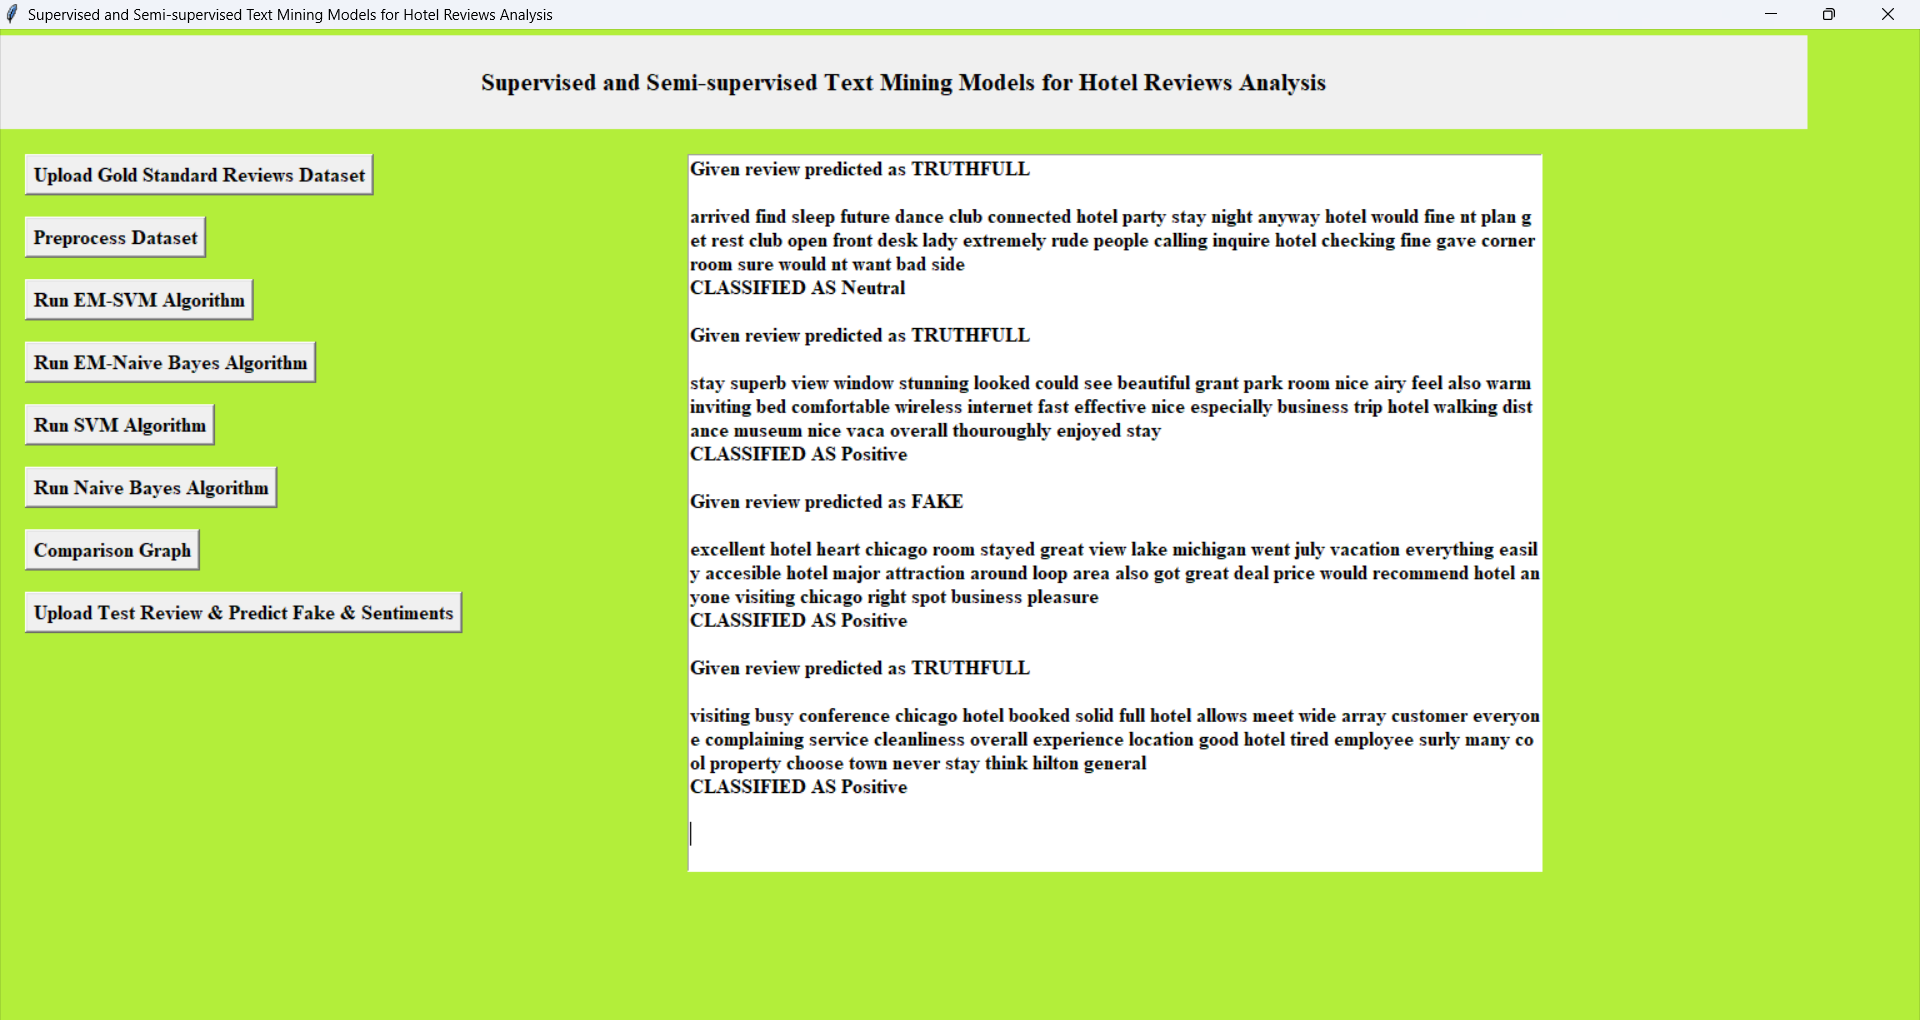 Supervised and Semi-supervised Text Mining Models for Hotel Reviews Analysis
Supervised and Semi-supervised Text Mining Models for Hotel Reviews Analysis
Upload Gold Standard Reviews Dataset
Preprocess Dataset
Run EM-SVM Algorithm
Run EM-Naive Bayes Algorithm
Run SVM Algorithm
Run Naive Bayes Algorithm
Comparison Graph
Upload Test Review & Predict Fake & Sentiments
Given review predicted as TRUTHFULL
arrived find sleep future dance club connected hotel party stay night anyway hotel would fine nt plan g
et rest club open front desk lady extremely rude people calling inquire hotel checking fine gave corner
room sure would nt want bad side
CLASSIFIED AS Neutral
Given review predicted as TRUTHFULL
stay superb view window stunning looked could see beautiful grant park room nice airy feel also warm
inviting bed comfortable wireless internet fast effective nice especially business trip hotel walking dist
ance museum nice vaca overall thouroughly enjoyed stay
CLASSIFIED AS Positive
Given review predicted as FAKE
excellent hotel heart chicago room stayed great view lake michigan went july vacation everything easil
y accesible hotel major attraction around loop area also got great deal price would recommend hotel an
yone visiting chicago right spot business pleasure
CLASSIFIED AS Positive
Given review predicted as TRUTHFULL
visiting busy conference chicago hotel booked solid full hotel allows meet wide array customer everyon
e complaining service cleanliness overall experience location good hotel tired employee surly many co
ol property choose town never stay think hilton general
CLASSIFIED AS Positive